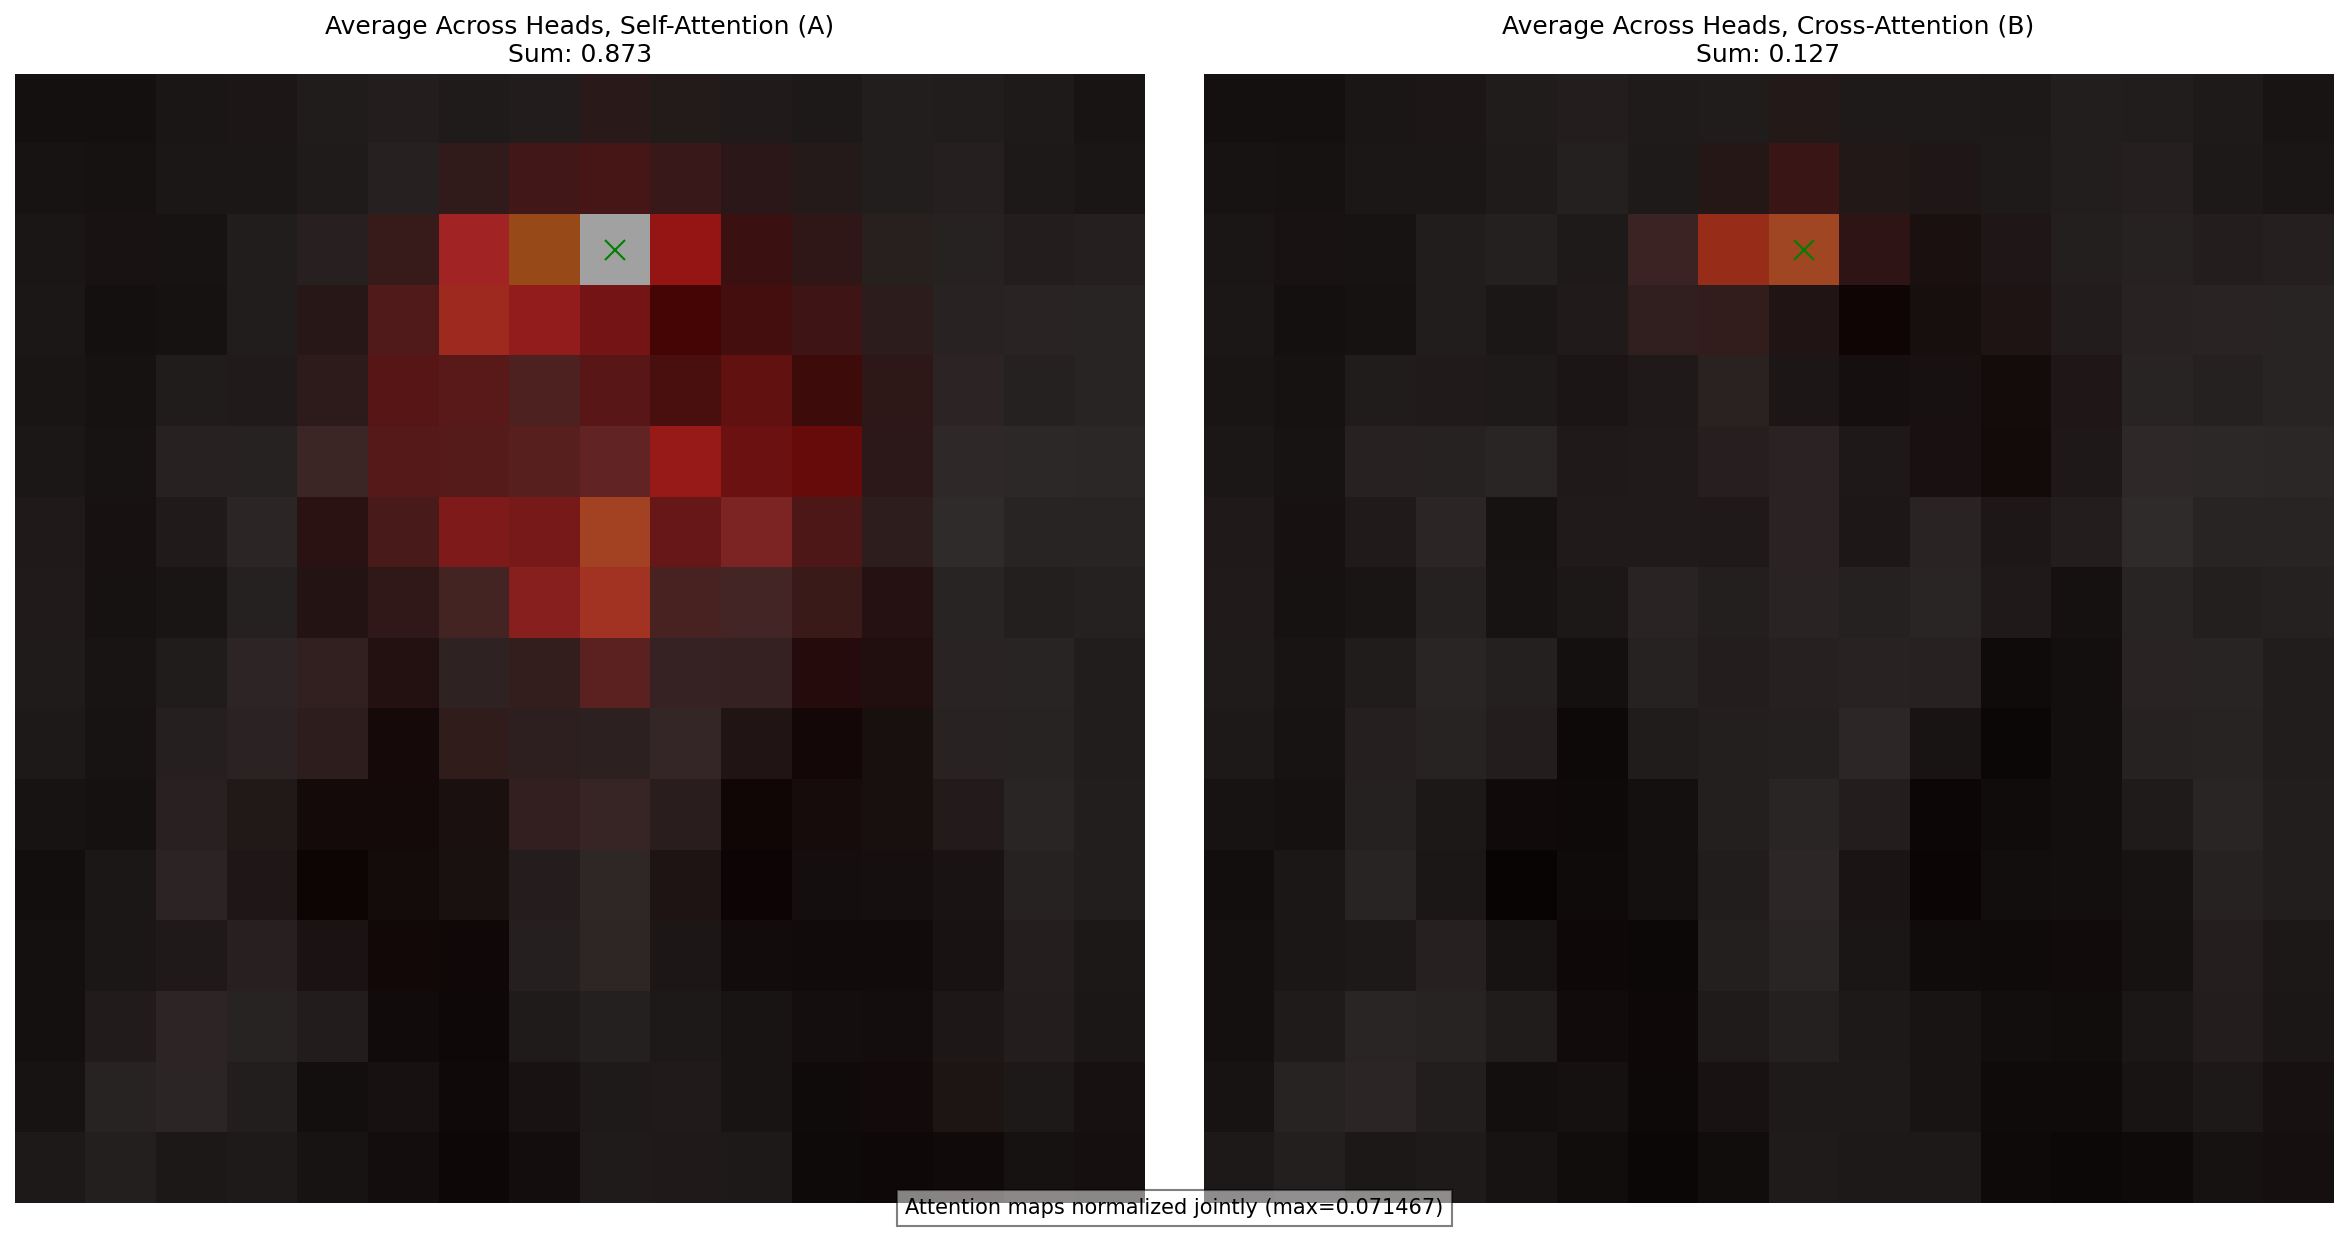 Average Across Heads, Self-Attention (A)
Sum: 0.873
Average Across Heads, Cross-Attention (B)
Sum: 0.127
Attention maps normalized jointly (max=0.071467)